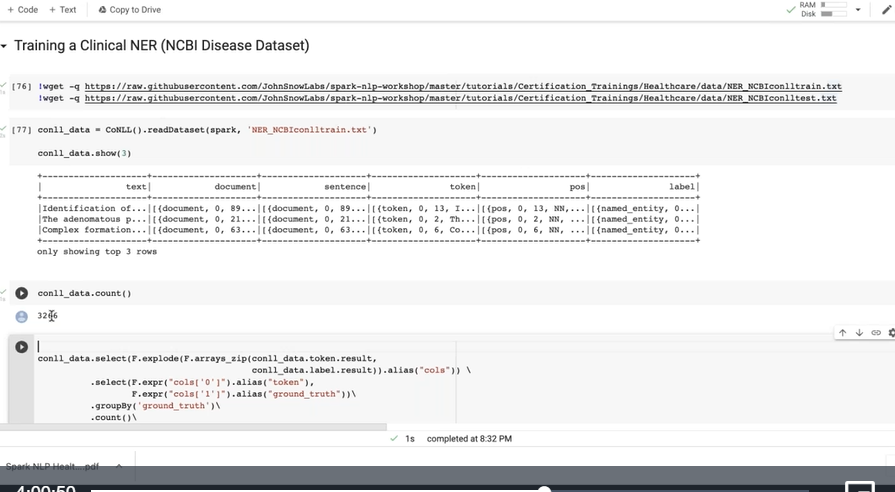 + Code + Text Copy to Drive
RAM
Disk
Training a Clinical NER (NCBI Disease Dataset)
[76] !wget -q https://raw.githubusercontent.com/JohnSnowLabs/spark-nlp-workshop/master/tutorials/Certification_Trainings/Healthcare/data/NER_NCBIconlltrain.txt
!wget -q https://raw.githubusercontent.com/JohnSnowLabs/spark-nlp-workshop/master/tutorials/Certification_Trainings/Healthcare/data/NER_NCBIconlltest.txt
[77] conll_data = CoNLL().readDataset(spark, 'NER_NCBIconlltrain.txt')
conll_data.show(3)
+--------------------+--------------------+--------------------+--------------------+--------------------+--------------------+
| text| document| sentence| token| pos| label|
+--------------------+--------------------+--------------------+--------------------+--------------------+--------------------+
|Identification of...|[{document, 0, 89...|[{document, 0, 89...|[{token, 0, 13, I...|[{pos, 0, 13, NN,...|[{named_entity, 0...|
|The adenomatous p...|[{document, 0, 21...|[{document, 0, 21...|[{token, 0, 2, Th...|[{pos, 0, 2, NN, ...|[{named_entity, 0...|
|Complex formation...|[{document, 0, 63...|[{document, 0, 63...|[{token, 0, 6, Co...|[{pos, 0, 6, NN, ...|[{named_entity, 0...|
+--------------------+--------------------+--------------------+--------------------+--------------------+--------------------+
only showing top 3 rows
conll_data.count()
conll_data.select(F.explode(F.arrays_zip(conll_data.token.result,
conll_data.label.result)).alias("cols")) \
.select(F.expr("cols['0']").alias("token"),
F.expr("cols['1']").alias("ground_truth"))\
.groupBy('ground_truth')\
.count()\
1s completed at 8:32 PM
Spark NLP Healt....pdf
4:00:50